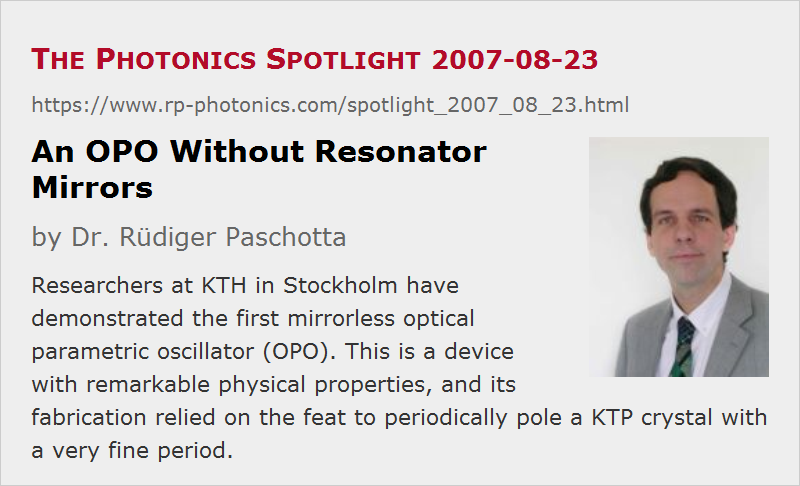 The Photonics Spotlight 2007-08-23
https://www.rp-photonics.com/spotlight_2007_08_23.html
An OPO Without Resonator
Mirrors
by Dr. Rüdiger Paschotta
Researchers at KTH in Stockholm have
demonstrated the first mirrorless optical
parametric oscillator (OPO). This is a device
with remarkable physical properties, and its
fabrication relied on the feat to periodically pole a KTP crystal with
a very fine period.